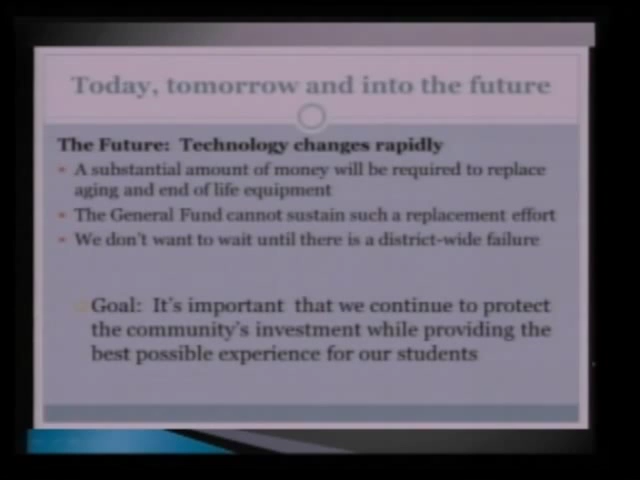 Today, tomorrow and into the future
The Future: Technology changes rapidly
A substantial amount of money will be required to replace
aging and end of life equipment
The General Fund cannot sustain such a replacement effort
We don't want to wait until there is a district-wide failure
Goal: It's important that we continue to protect
the community's investment while providing the
best possible experience for our students